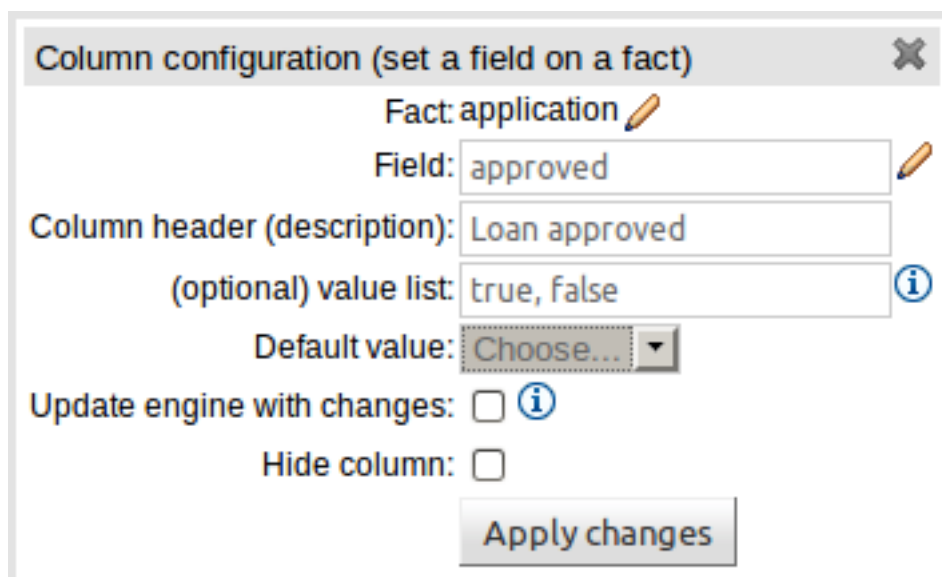 Column configuration (set a field on a fact)
Fact: application
Field: approved
Column header (description): Loan approved
(optional) value list: true, false
Default value: Choose...
Update engine with changes:
Hide column:
Apply changes